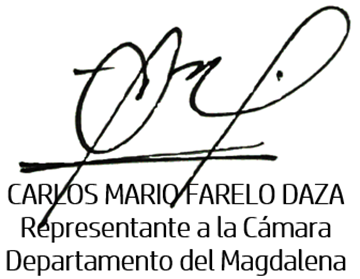 CARLOS MARIO FARELO DAZA
Representante a la Cámara
Departamento del Magdalena